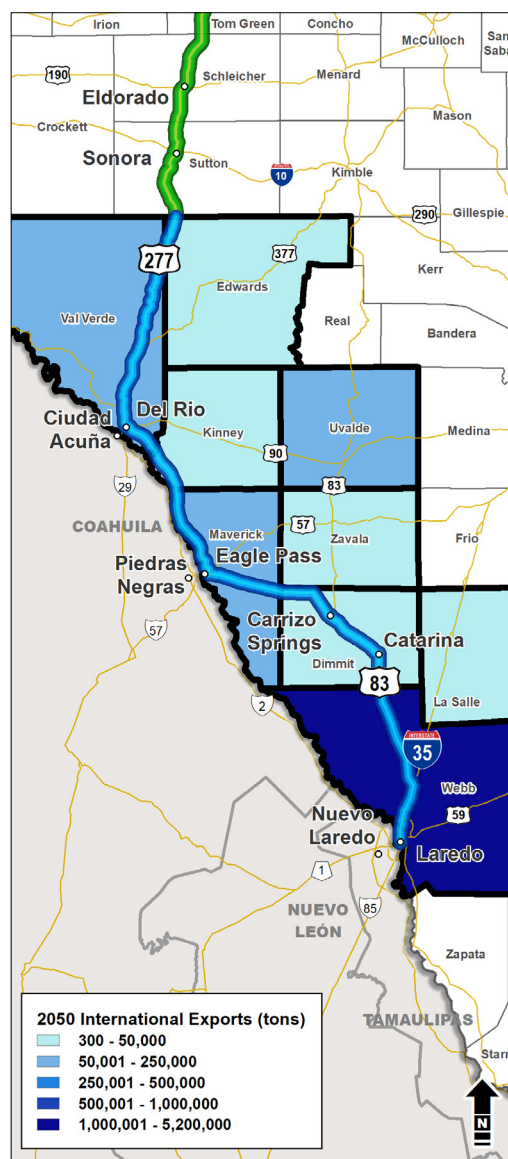 Irion
Tom Green
Concho
McCulloch
San
Saba
190
Schleicher
Menard
Eldorado
Crockett
Mason
Sonora
Sutton
INTERSTATE
10
Kimble
290
Gillespie
277
377
Kerr
Edwards
Val Verde
Real
Bandera
Del Rio
Ciudad
Acuña
Kinney
Uvalde
Medina
90
83
29
COAHUILA
57
Maverick
Zavala
Frio
Eagle Pass
Piedras
Negras
Carrizo
Springs
Catarina
57
Dimmit
83
La Salle
2
INTERSTATE
35
Webb
59
Nuevo
Laredo
Laredo
1
85
NUEVO
LEÓN
Zapata
TAMAULIPAS
Starr
2050 International Exports (tons)
300 - 50,000
50,001 - 250,000
250,001 - 500,000
500,001 - 1,000,000
1,000,001 - 5,200,000
N